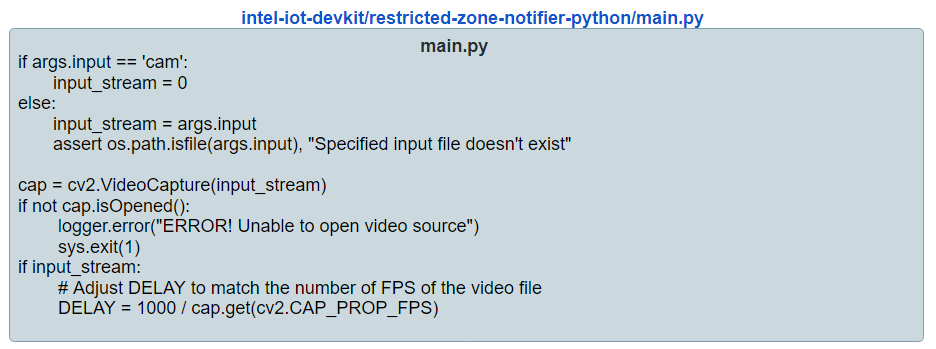 intel-iot-devkit/restricted-zone-notifier-python/main.py
main.py
if args.input == 'cam':
input_stream = 0
else:
input_stream = args.input
assert os.path.isfile(args.input), "Specified input file doesn't exist"
cap = cv2.VideoCapture(input_stream)
if not cap.isOpened():
logger.error("ERROR! Unable to open video source")
sys.exit(1)
if input_stream:
# Adjust DELAY to match the number of FPS of the video file
DELAY = 1000 / cap.get(cv2.CAP_PROP_FPS)